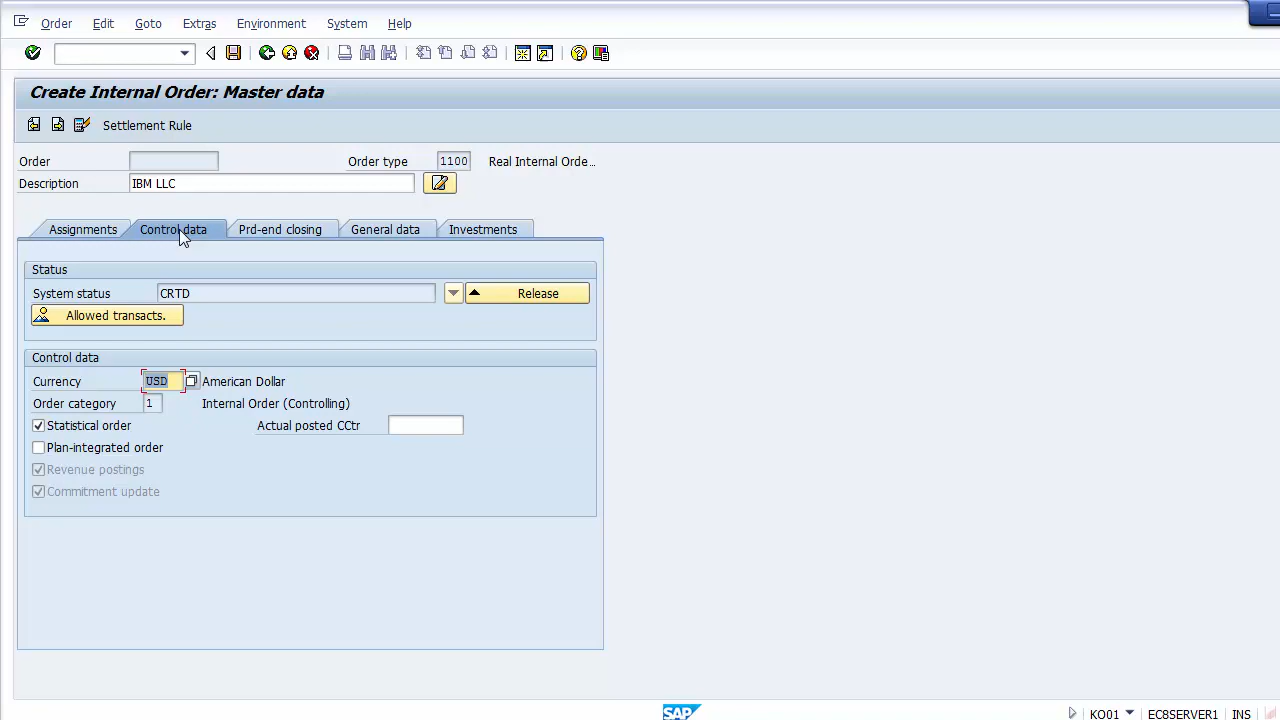 Order Edit Goto Extras Environment System Help
Create Internal Order: Master data
Settlement Rule
Order Order type 1100 Real Internal Orde...
Description IBM LLC
Assignments Control data Prd-end closing General data Investments
Status
System status CRTD Release
Allowed transacts.
Control data
Currency USD American Dollar
Order category 1 Internal Order (Controlling)
Statistical order Actual posted CCtr
Plan-integrated order
Revenue postings
Commitment update
SAP KO01 EC8SERVER1 INS